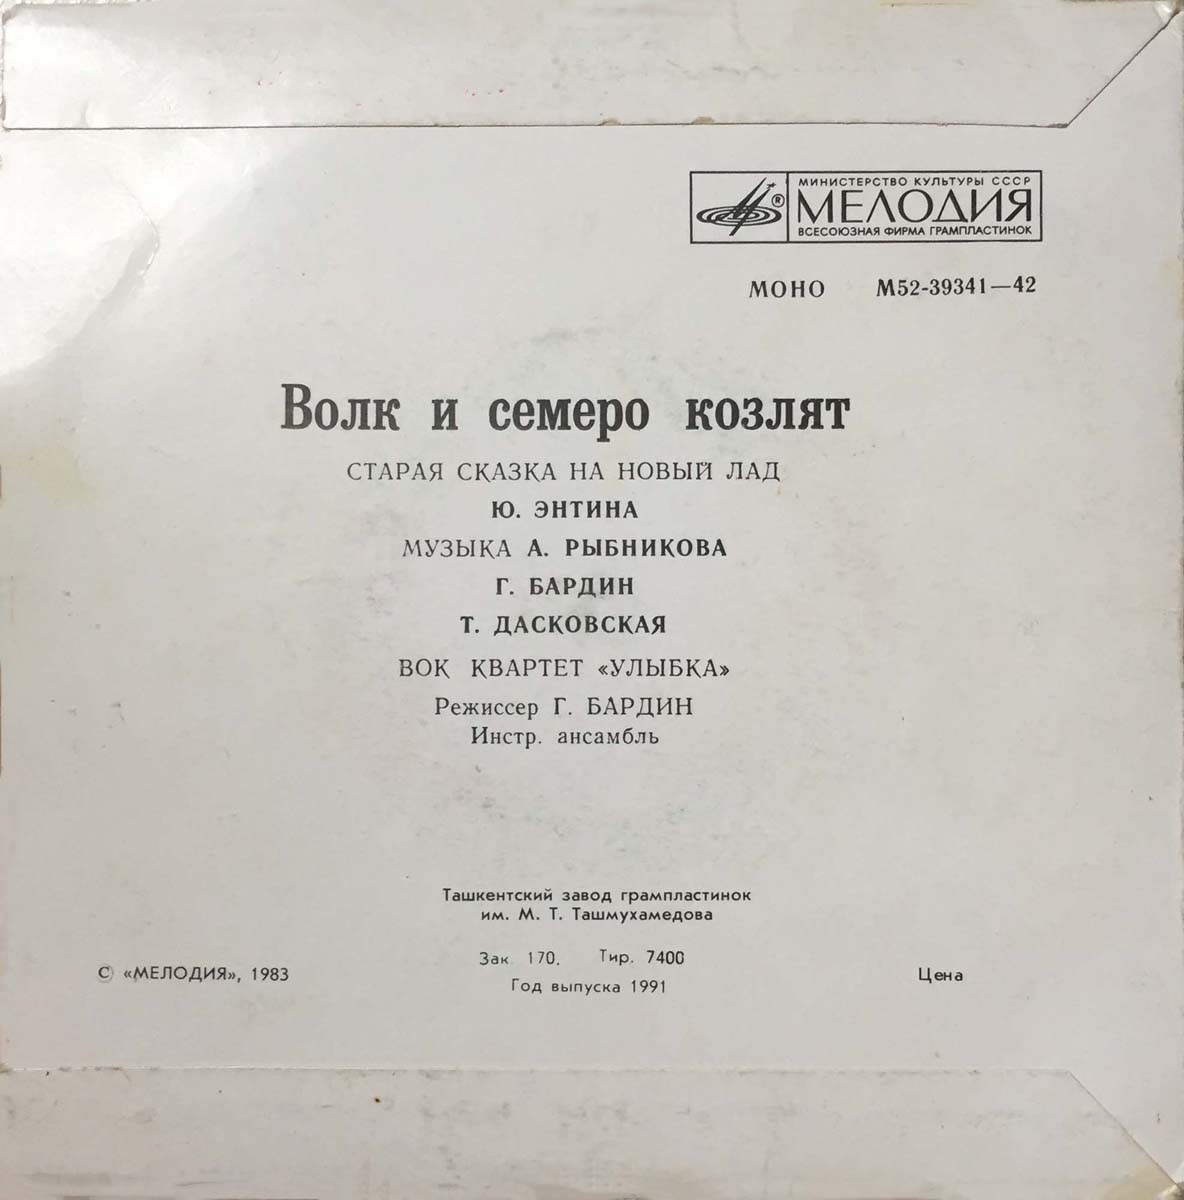 МИНИСТЕРСТВО КУЛЬТУРЫ СССР
МЕЛОДИЯ
ВСЕСОЮЗНАЯ ФИРМА ГРАМПЛАСТИНОК
®
МОНО М52-39341—42
Волк и семеро козлят
СТАРАЯ СКАЗКА НА НОВЫЙ ЛАД
Ю. ЭНТИНА
МУЗЫКА А. РЫБНИКОВА
Г. БАРДИН
Т. ДАСКОВСКАЯ
ВОК КВАРТЕТ «УЛЫБКА»
Режиссер Г. БАРДИН
Инстр. ансамбль
Ташкентский завод грампластинок
им. М. Т. Ташмухамедова
Зак 170. Тир. 7400
Год выпуска 1991
© «МЕЛОДИЯ», 1983
Цена